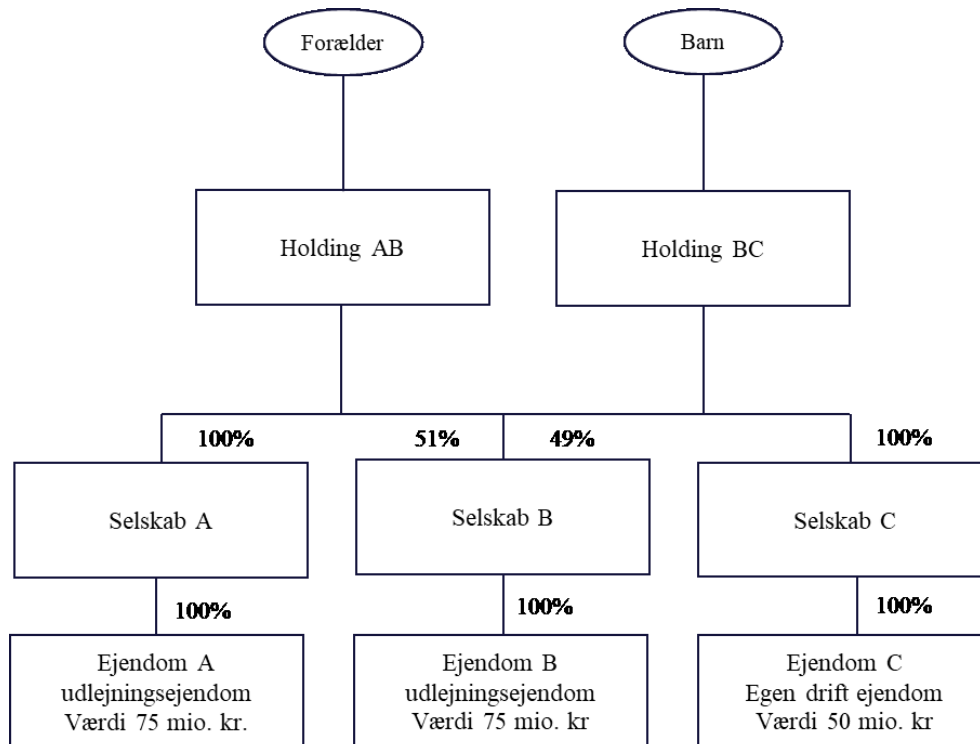 Forælder
Barn
Holding AB
Holding BC
100%
51%
49%
100%
Selskab A
Selskab B
Selskab C
100%
100%
100%
Ejendom A
udlejningsejendom
Værdi 75 mio. kr.
Ejendom B
udlejningsejendom
Værdi 75 mio. kr
Ejendom C
Egen drift ejendom
Værdi 50 mio. kr